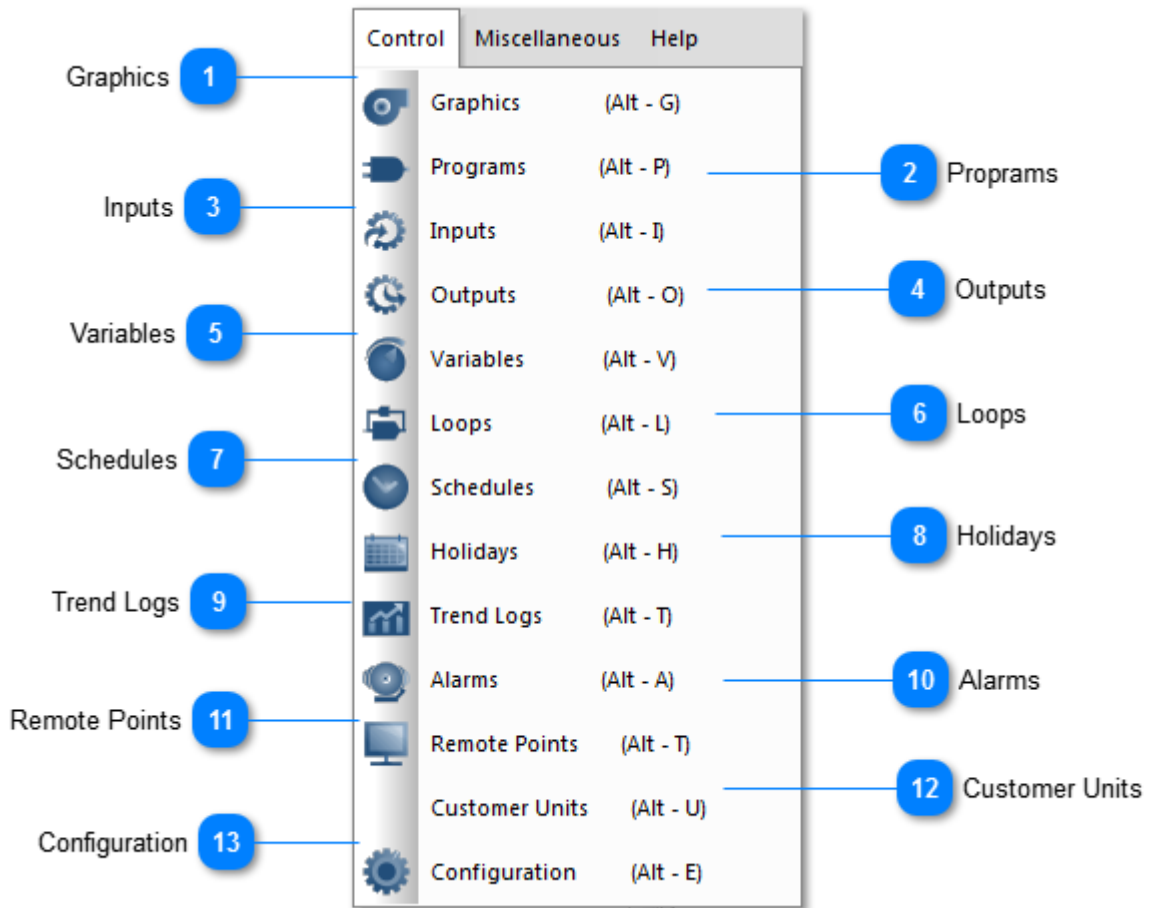 Control Miscellaneous Help
Graphics 1
Graphics (Alt - G)
Programs (Alt - P)
2 Proprams
Inputs 3
Inputs (Alt - I)
Outputs (Alt - O)
4 Outputs
Variables 5
Variables (Alt - V)
Loops (Alt - L)
6 Loops
Schedules 7
Schedules (Alt - S)
Holidays (Alt - H)
8 Holidays
Trend Logs 9
Trend Logs (Alt - T)
Alarms (Alt - A)
10 Alarms
Remote Points 11
Remote Points (Alt - T)
Customer Units (Alt - U)
12 Customer Units
Configuration 13
Configuration (Alt - E)